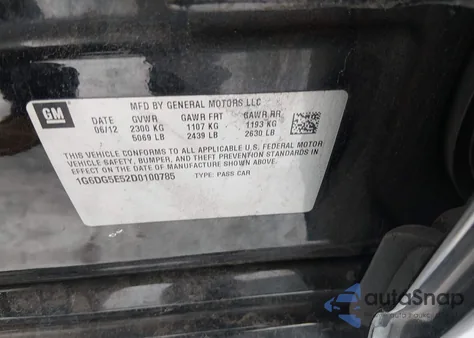 GM
MFD BY GENERAL MOTORS LLC
DATE GVWR GAWR FRT GAWR RR
06/12 2300 KG 1107 KG 1193 KG
5069 LB 2439 LB 2630 LB
THIS VEHICLE CONFORMS TO ALL APPLICABLE U.S. FEDERAL MOTOR
VEHICLE SAFETY, BUMPER, AND THEFT PREVENTION STANDARDS IN
EFFECT ON THE DATE OF MANUFACTURE SHOWN ABOVE.
1G6DG5E52D0100785 TYPE: PASS CAR
autoSnap